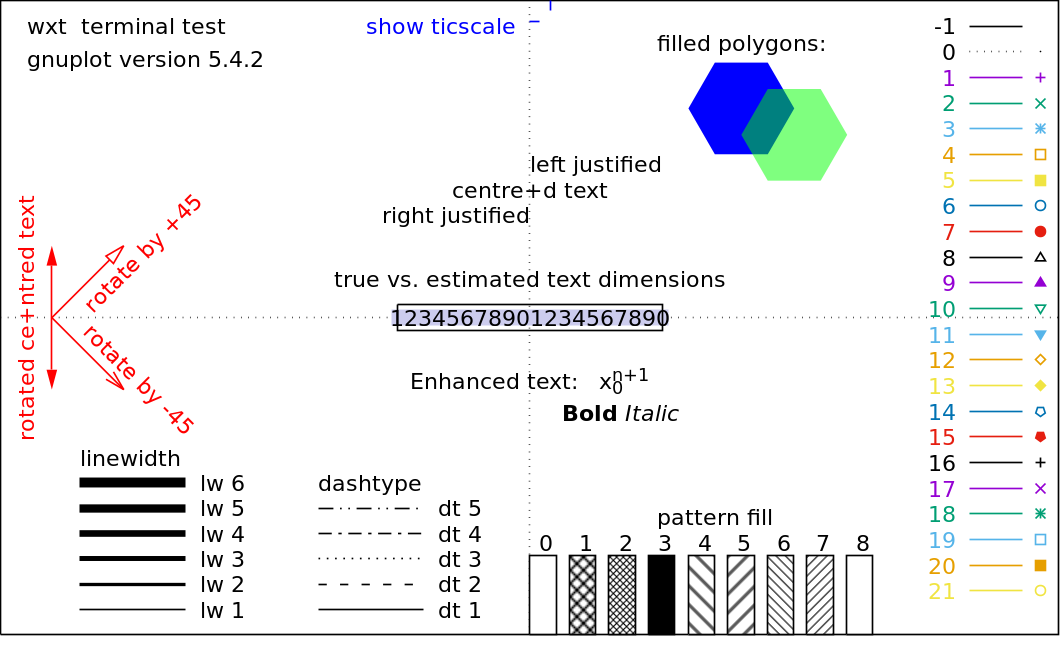 wxt  terminal test
gnuplot version 5.4.2
show ticscale
filled polygons:
left justified
centre+d text
right justified
rotated ce+ntred text
rotate by +45
rotate by -45
true vs. estimated text dimensions
12345678901234567890
Enhanced text:   x₀ⁿ⁺¹
Bold Italic
linewidth
lw 6
lw 5
lw 4
lw 3
lw 2
lw 1
dashtype
dt 5
dt 4
dt 3
dt 2
dt 1
pattern fill
0 1 2 3 4 5 6 7 8
-1
0
1
2
3
4
5
6
7
8
9
10
11
12
13
14
15
16
17
18
19
20
21